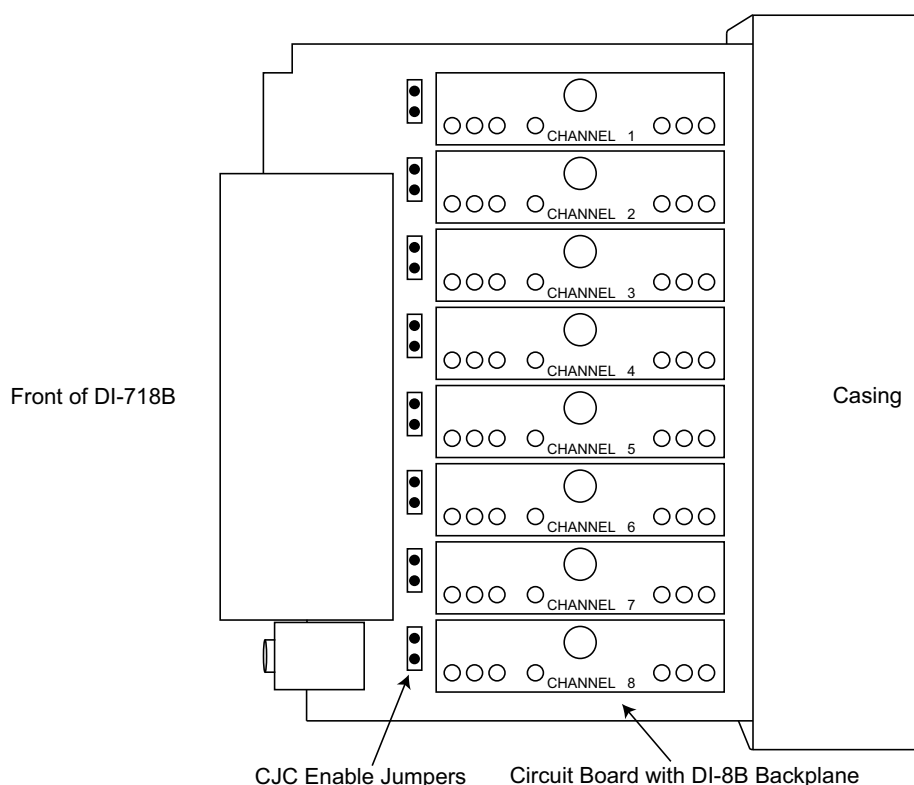 CHANNEL 1
CHANNEL 2
CHANNEL 3
CHANNEL 4
Front of DI-718B
Casing
CHANNEL 5
CHANNEL 6
CHANNEL 7
CHANNEL 8
CJC Enable Jumpers
Circuit Board with DI-8B Backplane